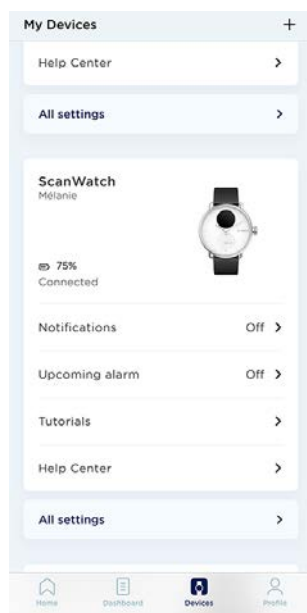 My Devices +
Help Center
All settings
ScanWatch
Mélanie
75%
Connected
Notifications Off
Upcoming alarm Off
Tutorials
Help Center
All settings
Home Dashboard Devices Profile